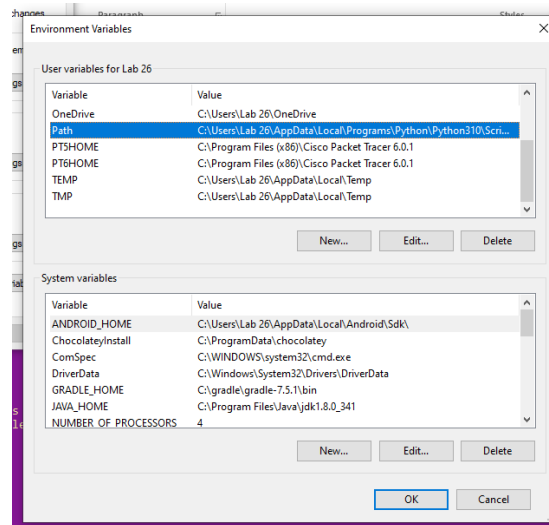 changes
Paragraph
Styles
Environment Variables
User variables for Lab 26
Variable Value
OneDrive C:\Users\Lab 26\OneDrive
Path C:\Users\Lab 26\AppData\Local\Programs\Python\Python310\Scri...
PT5HOME C:\Program Files (x86)\Cisco Packet Tracer 6.0.1
PT6HOME C:\Program Files (x86)\Cisco Packet Tracer 6.0.1
TEMP C:\Users\Lab 26\AppData\Local\Temp
TMP C:\Users\Lab 26\AppData\Local\Temp
New... Edit... Delete
System variables
Variable Value
ANDROID_HOME C:\Users\Lab 26\AppData\Local\Android\Sdk\
ChocolateyInstall C:\ProgramData\chocolatey
ComSpec C:\WINDOWS\system32\cmd.exe
DriverData C:\Windows\System32\Drivers\DriverData
GRADLE_HOME C:\gradle\gradle-7.5.1\bin
JAVA_HOME C:\Program Files\Java\jdk1.8.0_341
NUMBER_OF_PROCESSORS 4
New... Edit... Delete
OK Cancel